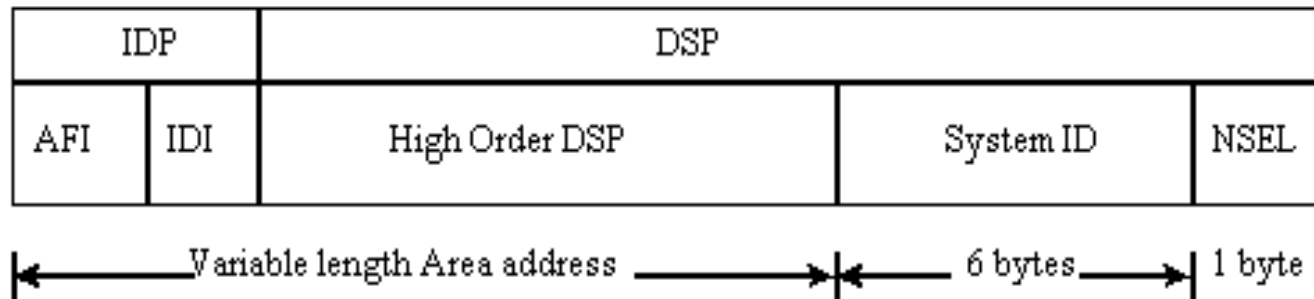 IDP DSP
AFI IDI High Order DSP System ID NSEL
Variable length Area address 6 bytes 1 byte